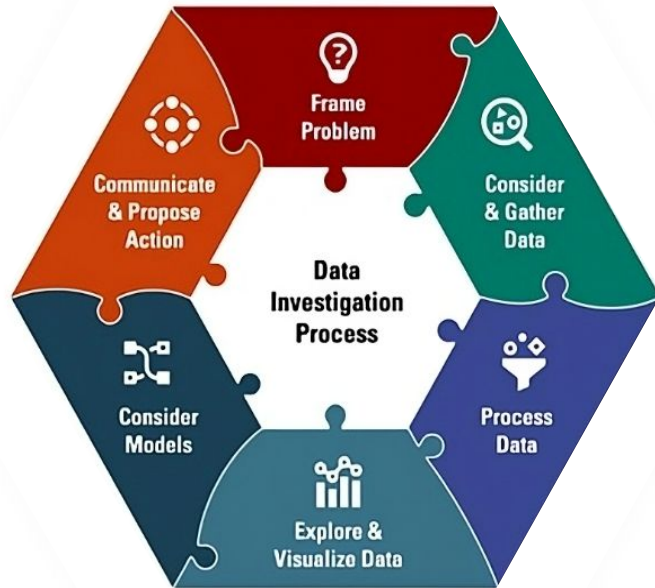 ?
Frame
Problem
Consider
& Gather
Data
Process
Data
Explore &
Visualize Data
Consider
Models
Communicate
& Propose
Action
Data
Investigation
Process